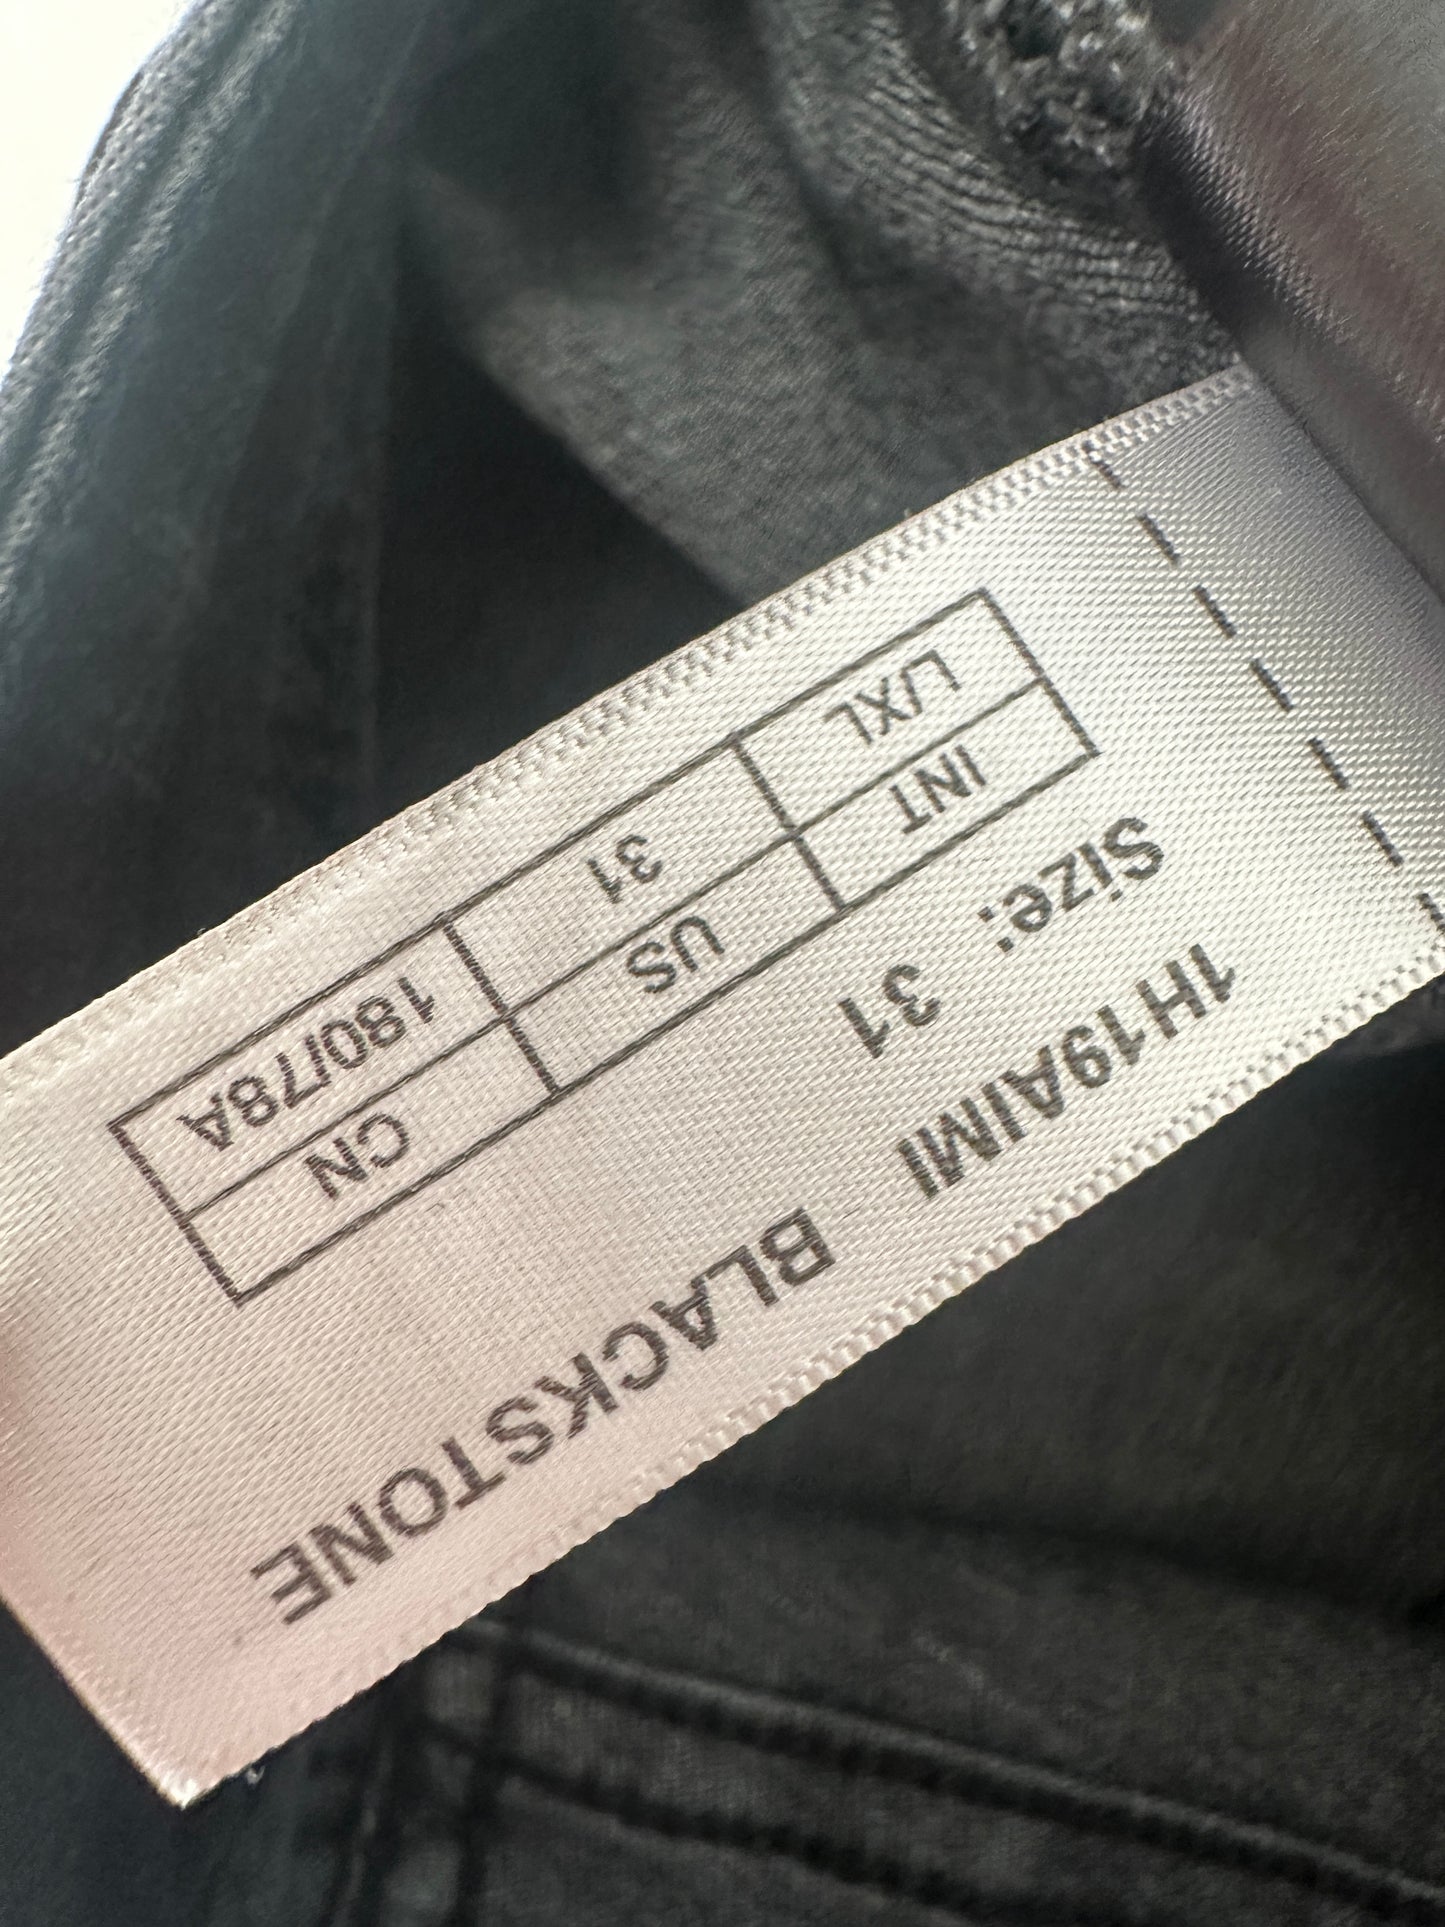 1H19AIMI BLACKSTONE
Size: 31
INT US CN
L/XL 31 180/78A